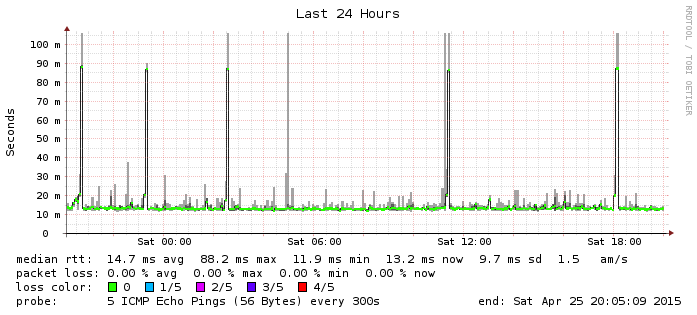 Last 24 Hours
RRDTOOL / TOBI OETIKER
Seconds
100 m
90 m
80 m
70 m
60 m
50 m
40 m
30 m
20 m
10 m
0
Sat 00:00 Sat 06:00 Sat 12:00 Sat 18:00
median rtt: 14.7 ms avg 88.2 ms max 11.9 ms min 13.2 ms now 9.7 ms sd 1.5 am/s
packet loss: 0.00 % avg 0.00 % max 0.00 % min 0.00 % now
loss color: 0 1/5 2/5 3/5 4/5
probe: 5 ICMP Echo Pings (56 Bytes) every 300s end: Sat Apr 25 20:05:09 2015